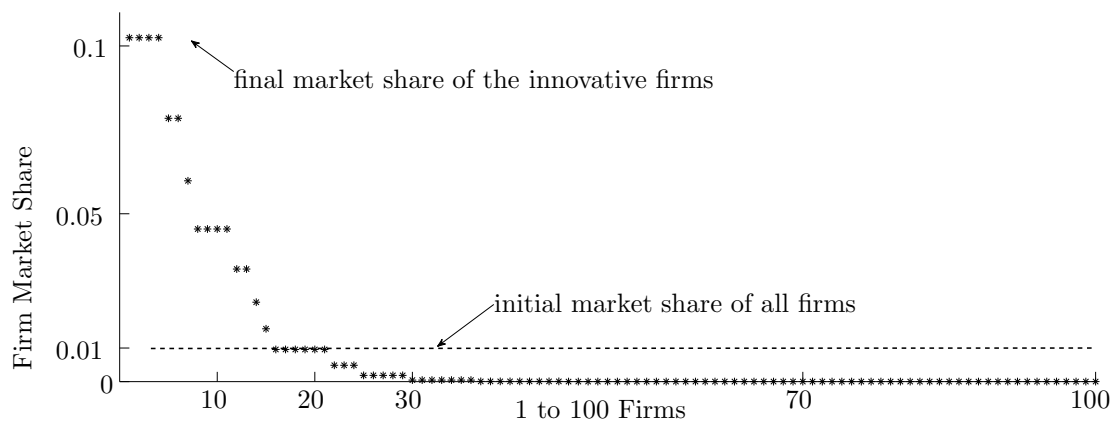 0.1
final market share of the innovative firms
Firm Market Share
0.05
initial market share of all firms
0.01
0
10 20 30 70 100
1 to 100 Firms